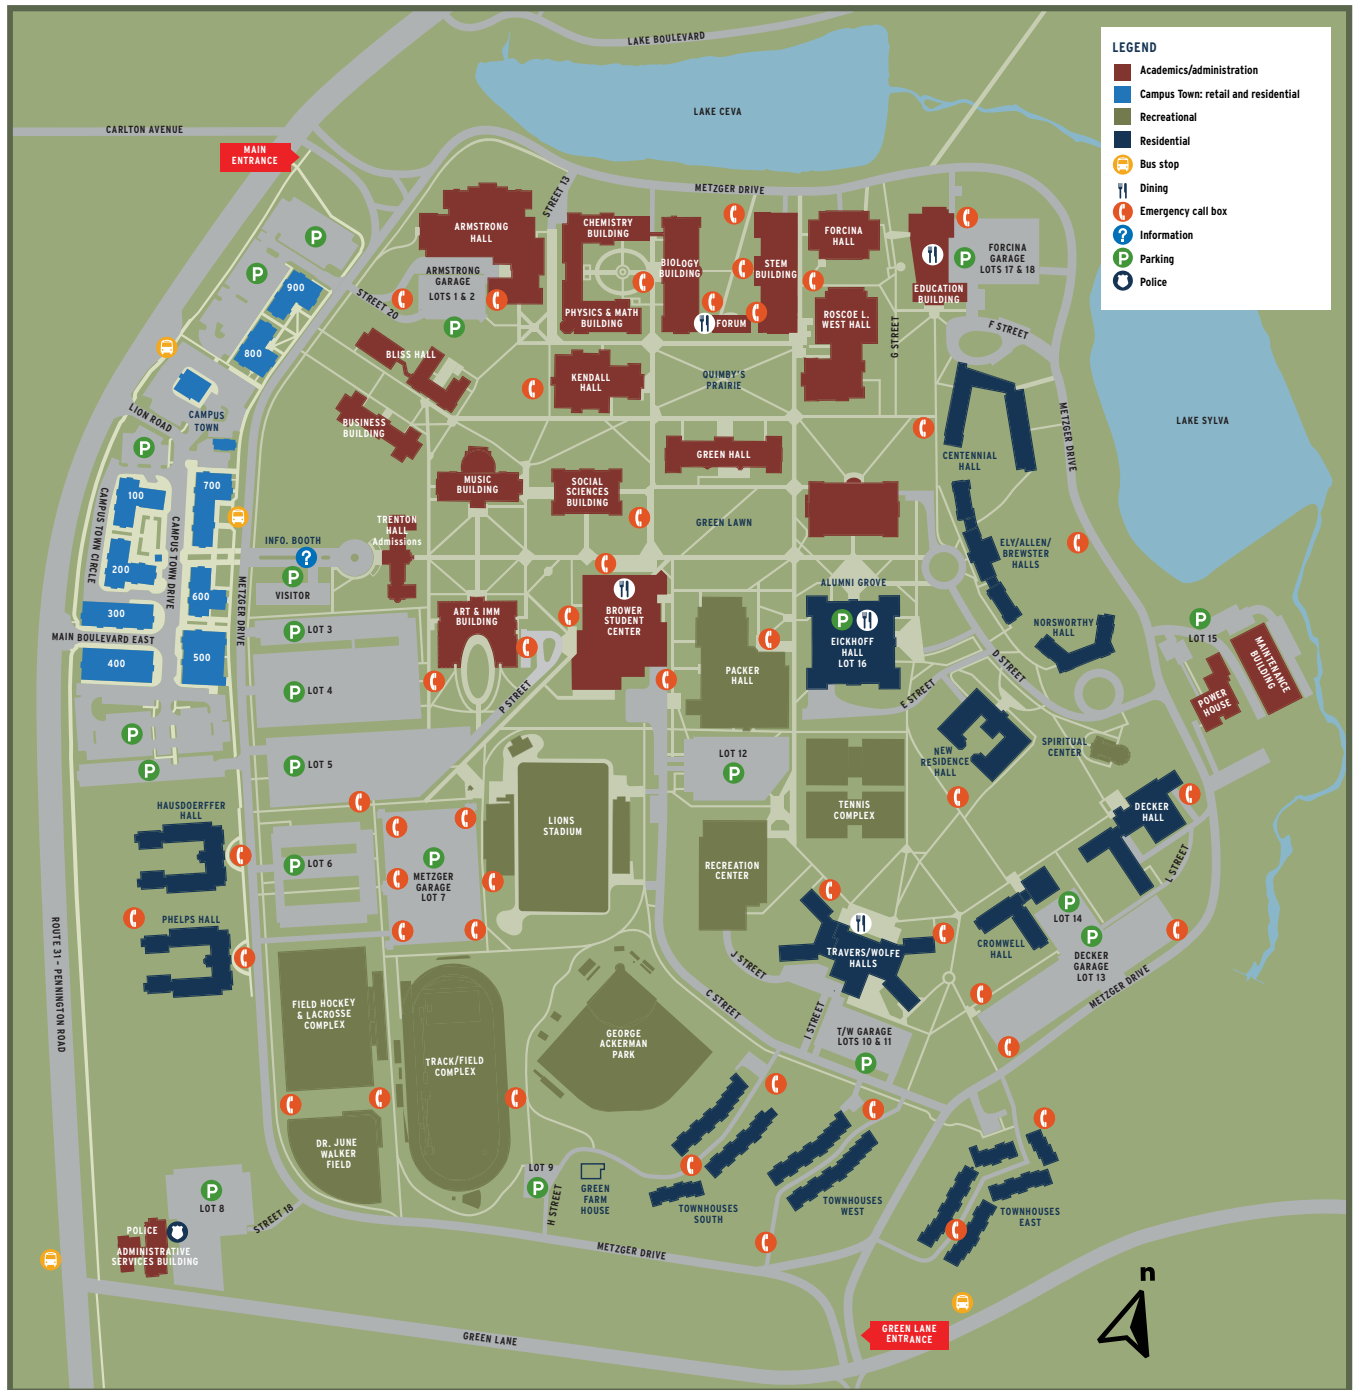 LAKE BOULEVARD
LAKE CEVA
CARLTON AVENUE
MAIN
ENTRANCE
METZGER DRIVE
STREET 13
LEGEND
Academics/administration
Campus Town: retail and residential
Recreational
Residential
Bus stop
Dining
Emergency call box
Information
Parking
Police
ARMSTRONG
HALL
ARMSTRONG
GARAGE
LOTS 1 & 2
P
CHEMISTRY
BUILDING
BIOLOGY
BUILDING
STEM
BUILDING
FORCINA
HALL
P
FORCINA
GARAGE
LOTS 17 & 18
EDUCATION
BUILDING
PHYSICS & MATH
BUILDING
FORUM
ROSCOE L.
WEST HALL
G STREET
F STREET
P
P
900
800
STREET 20
BLISS HALL
KENDALL
HALL
QUIMBY'S
PRAIRIE
BUSINESS
BUILDING
LION ROAD
CAMPUS
TOWN
P
GREEN HALL
CENTENNIAL
HALL
METZGER DRIVE
LAKE SYLVA
100
700
MUSIC
BUILDING
SOCIAL
SCIENCES
BUILDING
GREEN LAWN
CAMPUS TOWN CIRCLE
CAMPUS TOWN DRIVE
TRENTON
HALL
Admissions
INFO. BOOTH
?
P
VISITOR
ELY/ALLEN/
BREWSTER
HALLS
200
600
300
METZGER DRIVE
MAIN BOULEVARD EAST
400
500
P
LOT 3
P
LOT 4
ART & IMM
BUILDING
P STREET
BROWER
STUDENT
CENTER
PACKER
HALL
ALUMNI GROVE
P
EICKHOFF
HALL
LOT 16
NORSWORTHY
HALL
D STREET
E STREET
P
LOT 15
MAINTENANCE
BUILDING
POWER
HOUSE
P
P
P
LOT 5
LOT 12
P
NEW
RESIDENCE
HALL
SPIRITUAL
CENTER
HAUSDOERFFER
HALL
LIONS
STADIUM
TENNIS
COMPLEX
DECKER
HALL
L STREET
P
LOT 6
P
METZGER
GARAGE
LOT 7
RECREATION
CENTER
PHELPS HALL
TRAVERS/WOLFE
HALLS
CROMWELL
HALL
P
LOT 14
P
DECKER
GARAGE
LOT 13
METZGER DRIVE
J STREET
C STREET
I STREET
T/W GARAGE
LOTS 10 & 11
P
ROUTE 31 - PENNINGTON ROAD
FIELD HOCKEY
& LACROSSE
COMPLEX
TRACK/FIELD
COMPLEX
GEORGE
ACKERMAN
PARK
DR. JUNE
WALKER
FIELD
LOT 9
P
H STREET
GREEN
FARM
HOUSE
TOWNHOUSES
SOUTH
TOWNHOUSES
WEST
TOWNHOUSES
EAST
P
LOT 8
STREET 18
POLICE
ADMINISTRATIVE
SERVICES BUILDING
METZGER DRIVE
GREEN LANE
GREEN LANE
ENTRANCE
n